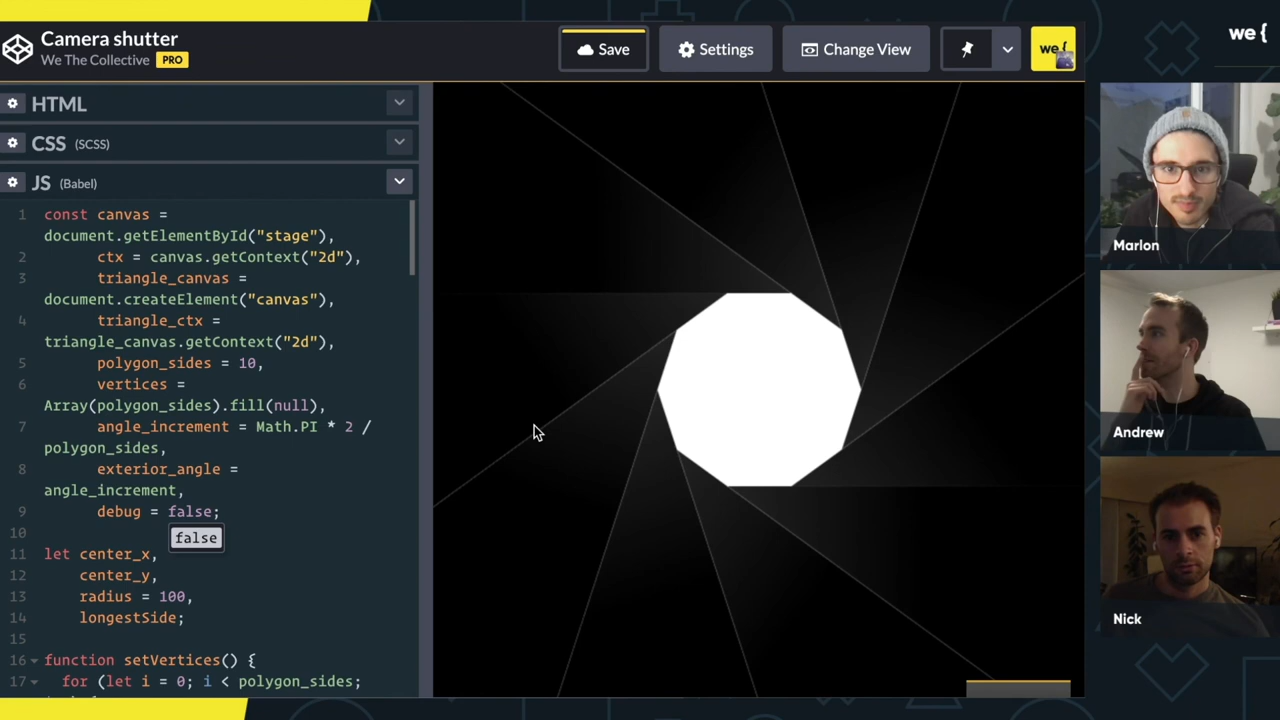 Camera shutter
We The Collective PRO
Save
Settings
Change View
we {
we {
HTML
CSS (SCSS)
JS (Babel)
1 const canvas =
document.getElementById("stage"),
2 ctx = canvas.getContext("2d"),
3 triangle_canvas =
document.createElement("canvas"),
4 triangle_ctx =
triangle_canvas.getContext("2d"),
5 polygon_sides = 10,
6 vertices =
Array(polygon_sides).fill(null),
7 angle_increment = Math.PI * 2 /
polygon_sides,
8 exterior_angle =
angle_increment,
9 debug = false;
10
false
11 let center_x,
12 center_y,
13 radius = 100,
14 longestSide;
15
16 function setVertices() {
17 for (let i = 0; i < polygon_sides;
Marlon
Andrew
Nick